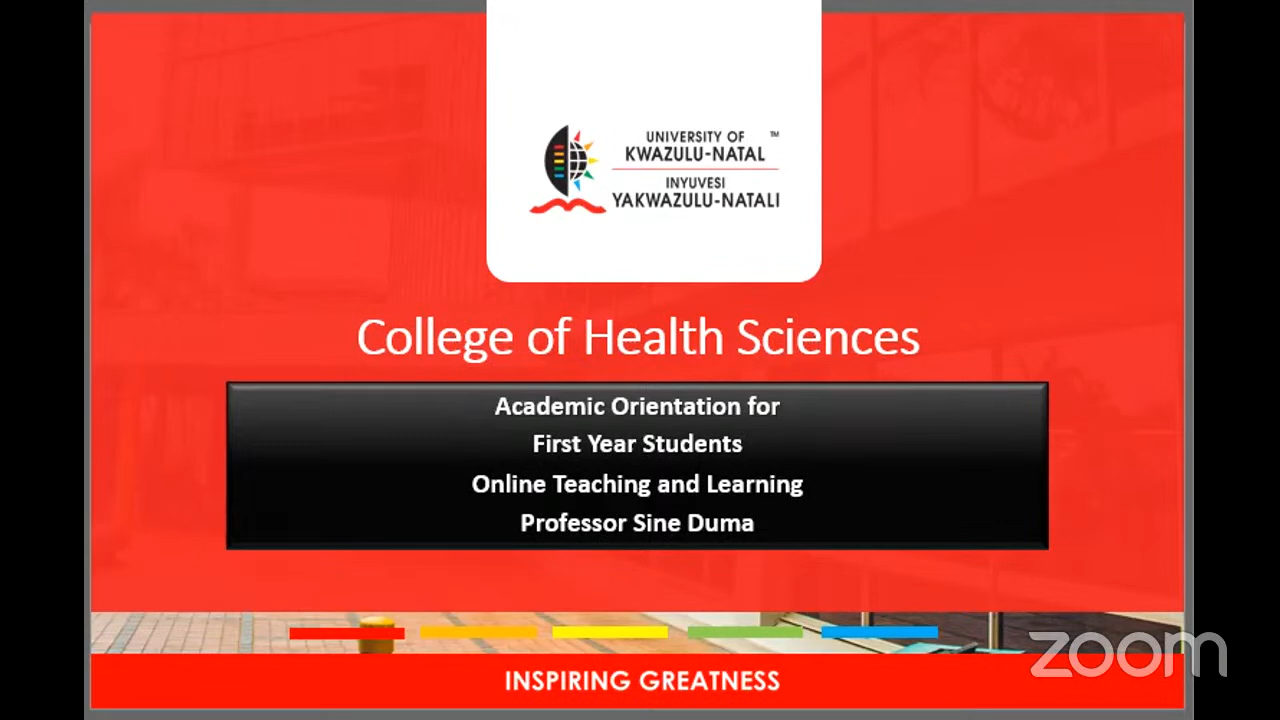 UNIVERSITY OF ™
KWAZULU-NATAL
INYUVESI
YAKWAZULU-NATALI
College of Health Sciences
Academic Orientation for
First Year Students
Online Teaching and Learning
Professor Sine Duma
zoom
INSPIRING GREATNESS